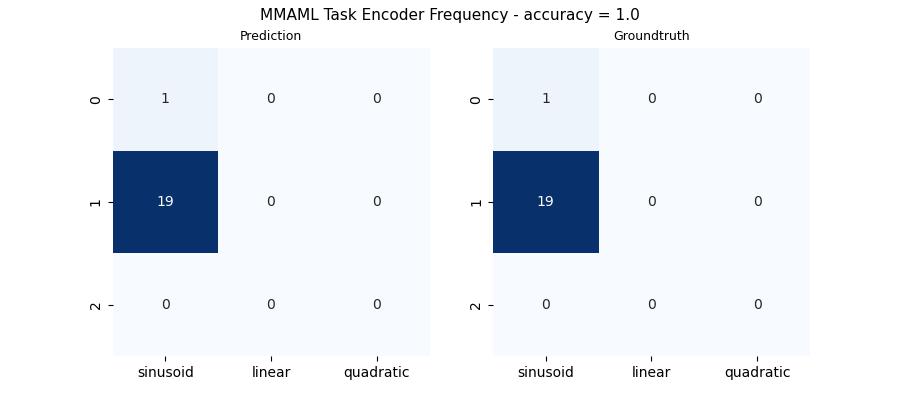 MMAML Task Encoder Frequency - accuracy = 1.0
Prediction
0 1 0 0
1 19 0 0
2 0 0 0
sinusoid linear quadratic
Groundtruth
0 1 0 0
1 19 0 0
2 0 0 0
sinusoid linear quadratic